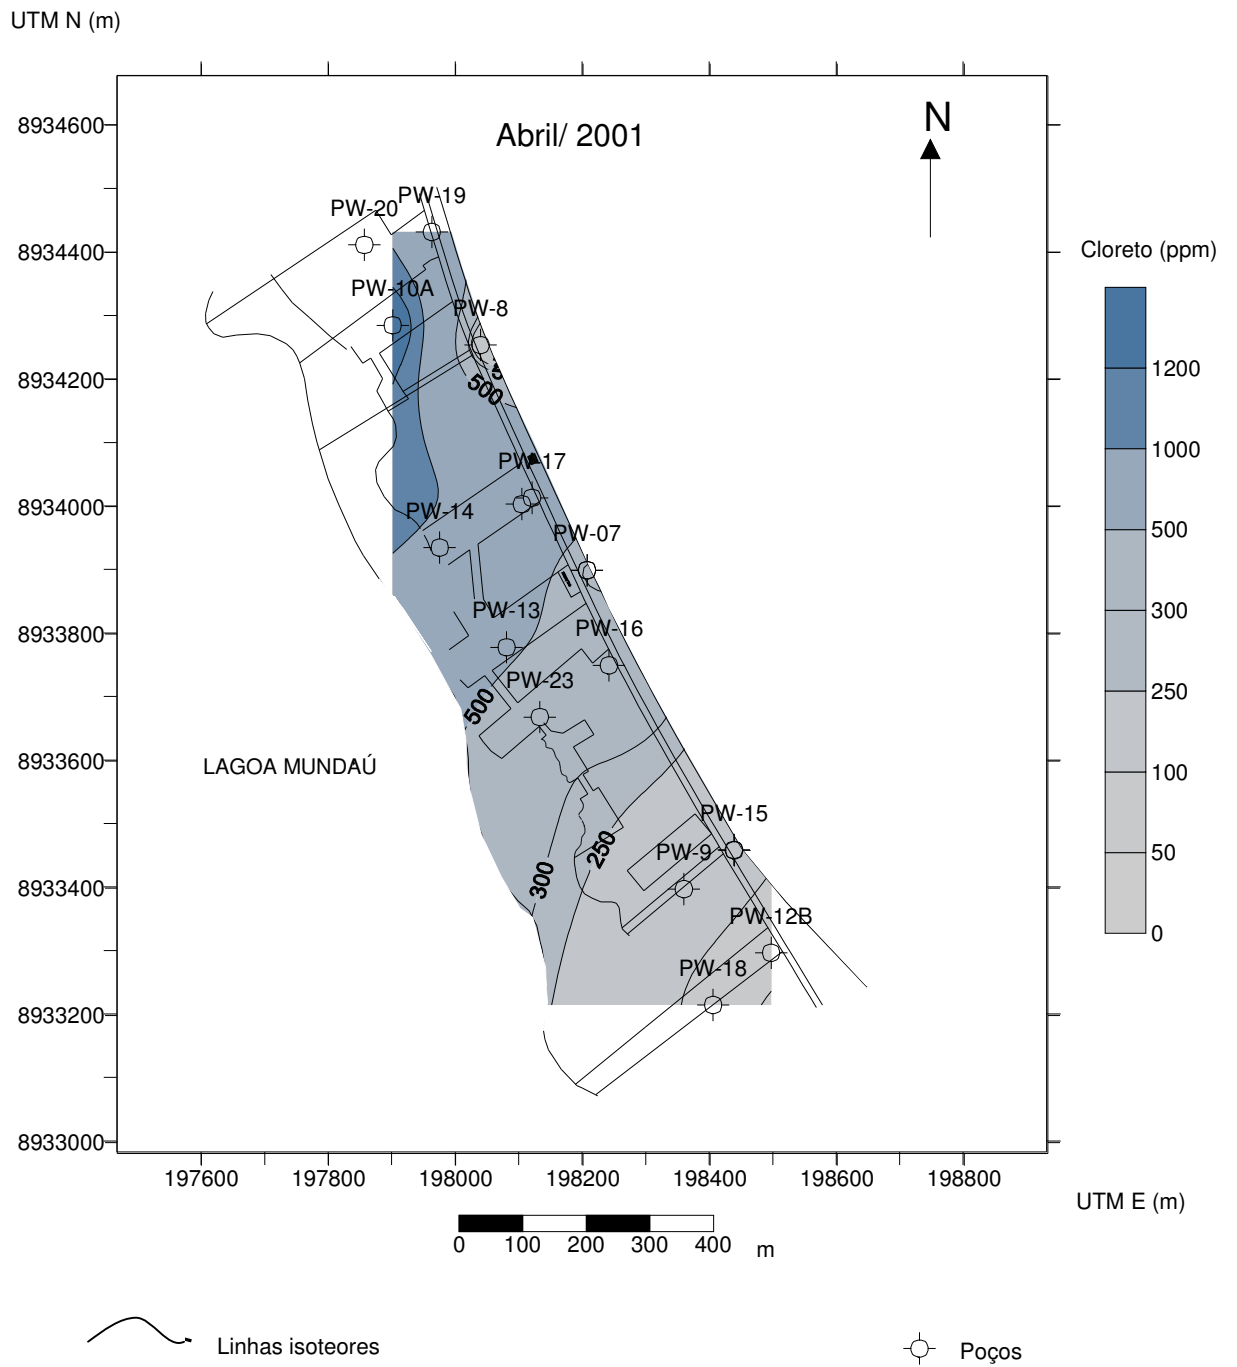 UTM N (m)
Abril/ 2001
N
8934600
8934400
8934200
8934000
8933800
8933600
8933400
8933200
8933000
PW-19
PW-20
PW-10A
PW-8
500
PW-17
PW-14
PW-07
PW-13
PW-16
PW-23
500
LAGOA MUNDAÚ
PW-15
PW-9
250
300
PW-12B
PW-18
Cloreto (ppm)
1200
1000
500
300
250
100
50
0
197600 197800 198000 198200 198400 198600 198800
UTM E (m)
0 100 200 300 400 m
Linhas isoteores
Poços